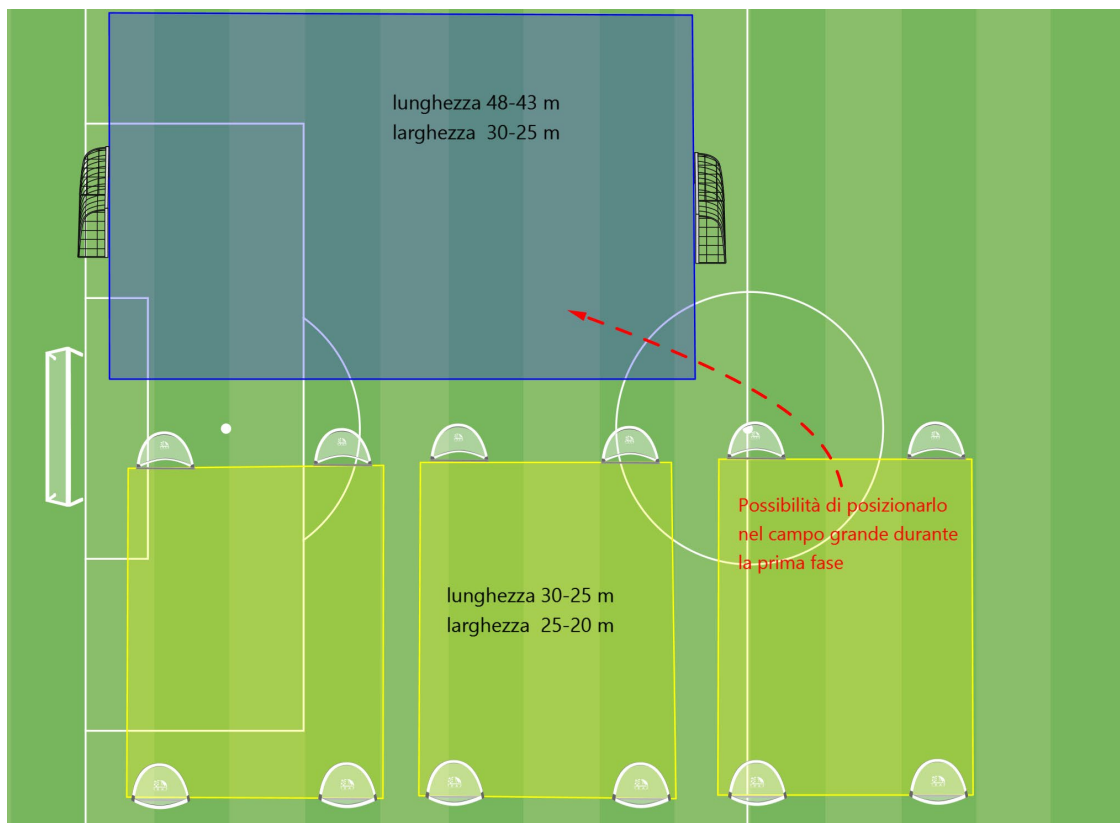 lunghezza 48-43 m
larghezza 30-25 m
Possibilità di posizionarlo
nel campo grande durante
la prima fase
lunghezza 30-25 m
larghezza 25-20 m